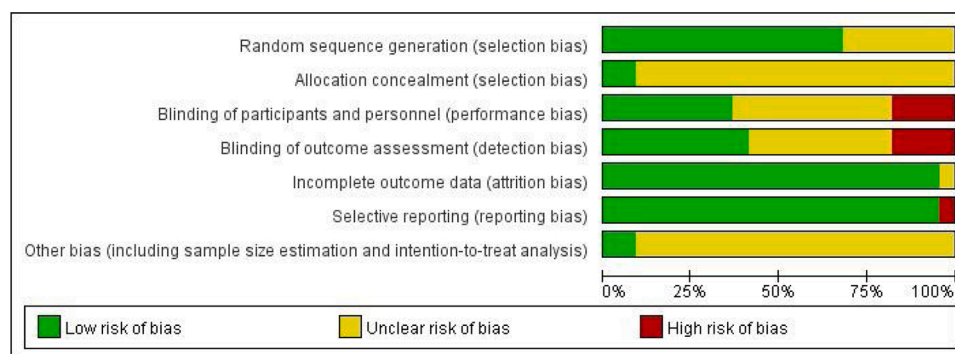 Random sequence generation (selection bias)
Allocation concealment (selection bias)
Blinding of participants and personnel (performance bias)
Blinding of outcome assessment (detection bias)
Incomplete outcome data (attrition bias)
Selective reporting (reporting bias)
Other bias (including sample size estimation and intention-to-treat analysis)
0% 25% 50% 75% 100%
Low risk of bias Unclear risk of bias High risk of bias